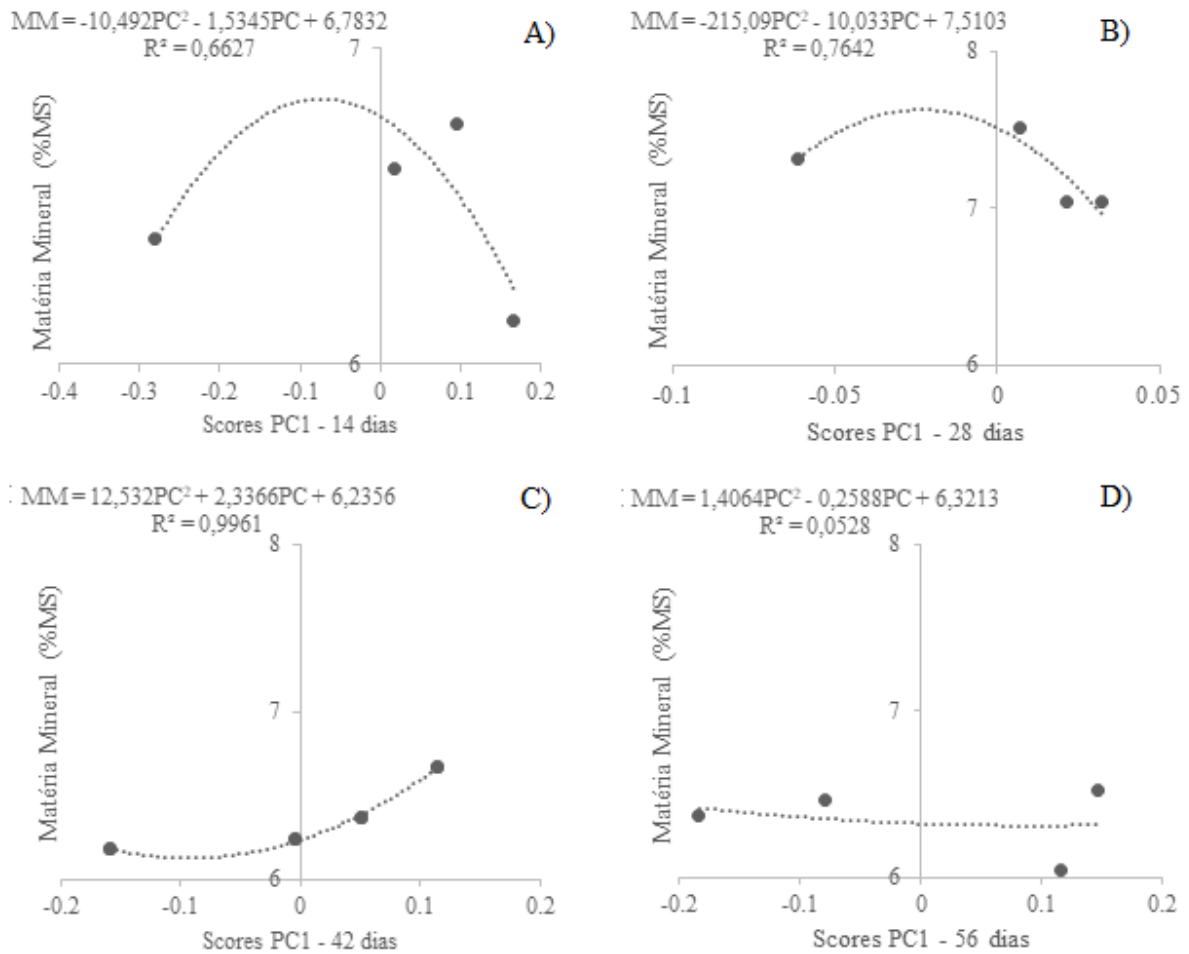 MM = -10,492PC² - 1,5345PC + 6,7832
R² = 0,6627
A)
7
6
Matéria Mineral (%MS)
-0.4 -0.3 -0.2 -0.1 0 0.1 0.2
Scores PC1 - 14 dias
MM = -215,09PC² - 10,033PC + 7,5103
R² = 0,7642
B)
8
7
6
Matéria Mineral (%MS)
-0.1 -0.05 0 0.05
Scores PC1 - 28 dias
MM = 12,532PC² + 2,3366PC + 6,2356
R² = 0,9961
C)
8
7
6
Matéria Mineral (%MS)
-0.2 -0.1 0 0.1 0.2
Scores PC1 - 42 dias
MM = 1,4064PC² - 0,2588PC + 6,3213
R² = 0,0528
D)
8
7
6
Matéria Mineral (%MS)
-0.2 -0.1 0 0.1 0.2
Scores PC1 - 56 dias